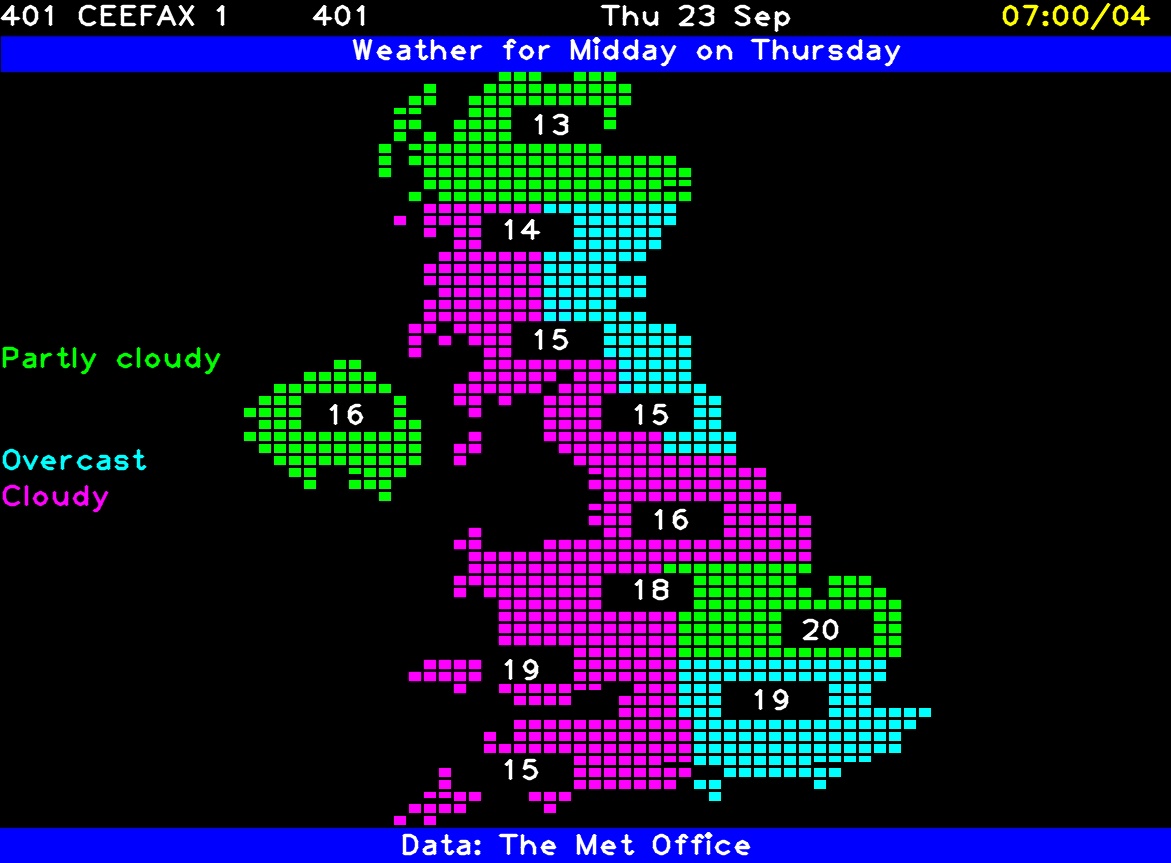 401 CEEFAX 1 401 Thu 23 Sep 07:00/04
Weather for Midday on Thursday
13
14
15
Partly cloudy
16 15
Overcast
Cloudy
16
18
20
19
19
15
Data: The Met Office